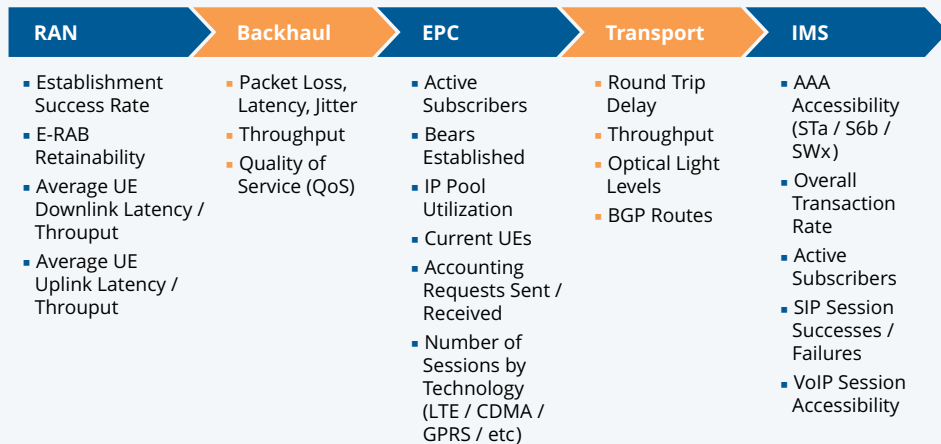 RAN
Backhaul
EPC
Transport
IMS
Establishment
Success Rate
E-RAB
Retainability
Average UE
Downlink Latency /
Throuput
Average UE
Uplink Latency /
Throuput
Packet Loss,
Latency, Jitter
Throughput
Quality of
Service (QoS)
Active
Subscribers
Bears
Established
IP Pool
Utilization
Current UEs
Accounting
Requests Sent /
Received
Number of
Sessions by
Technology
(LTE / CDMA /
GPRS / etc)
Round Trip
Delay
Throughput
Optical Light
Levels
BGP Routes
AAA
Accessibility
(STa / S6b /
SWx)
Overall
Transaction
Rate
Active
Subscribers
SIP Session
Successes /
Failures
VoIP Session
Accessibility